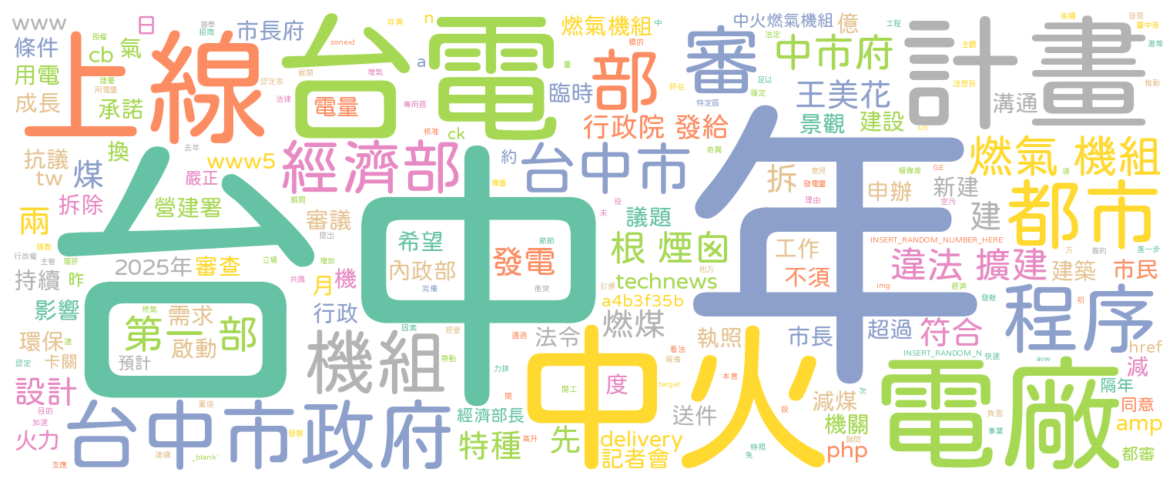 www
日
市長府
燃氣機組
中火燃氣機組
億
條件
cb
氣
上線
台電
審
中市府
計畫
用電
成長
承諾
電量
臨時
部
王美花
溝通
行政院
發給
景觀
建設
抗議
換
www5
ck
約
台中市
燃氣
機組
tw
煤
嚴正
經濟部
年
拆
申辦
新建
都市
兩
拆除
營建署
審議
台中
希望
議題
根
煙囪
建
2025年
審查
內政部
發電
工作
違法
擴建
持續
昨
月
機
technews
不須
建築
市民
影響
行政
a4b3f35b
第一
部
需求
機組
法令
燃煤
執照
市長
超過
符合
程序
環保
卡關
啟動
預計
中火
href
設計
度
減煤
電廠
減
隔年
台中市政府
經濟部長
送件
機關
同意
火力
特種
先
delivery
記者會
php
amp
都審
INSERT_RANDOM_NUMBER_HERE
INSERT_RANDOM_N
zoneid
target
_blank
img
GE